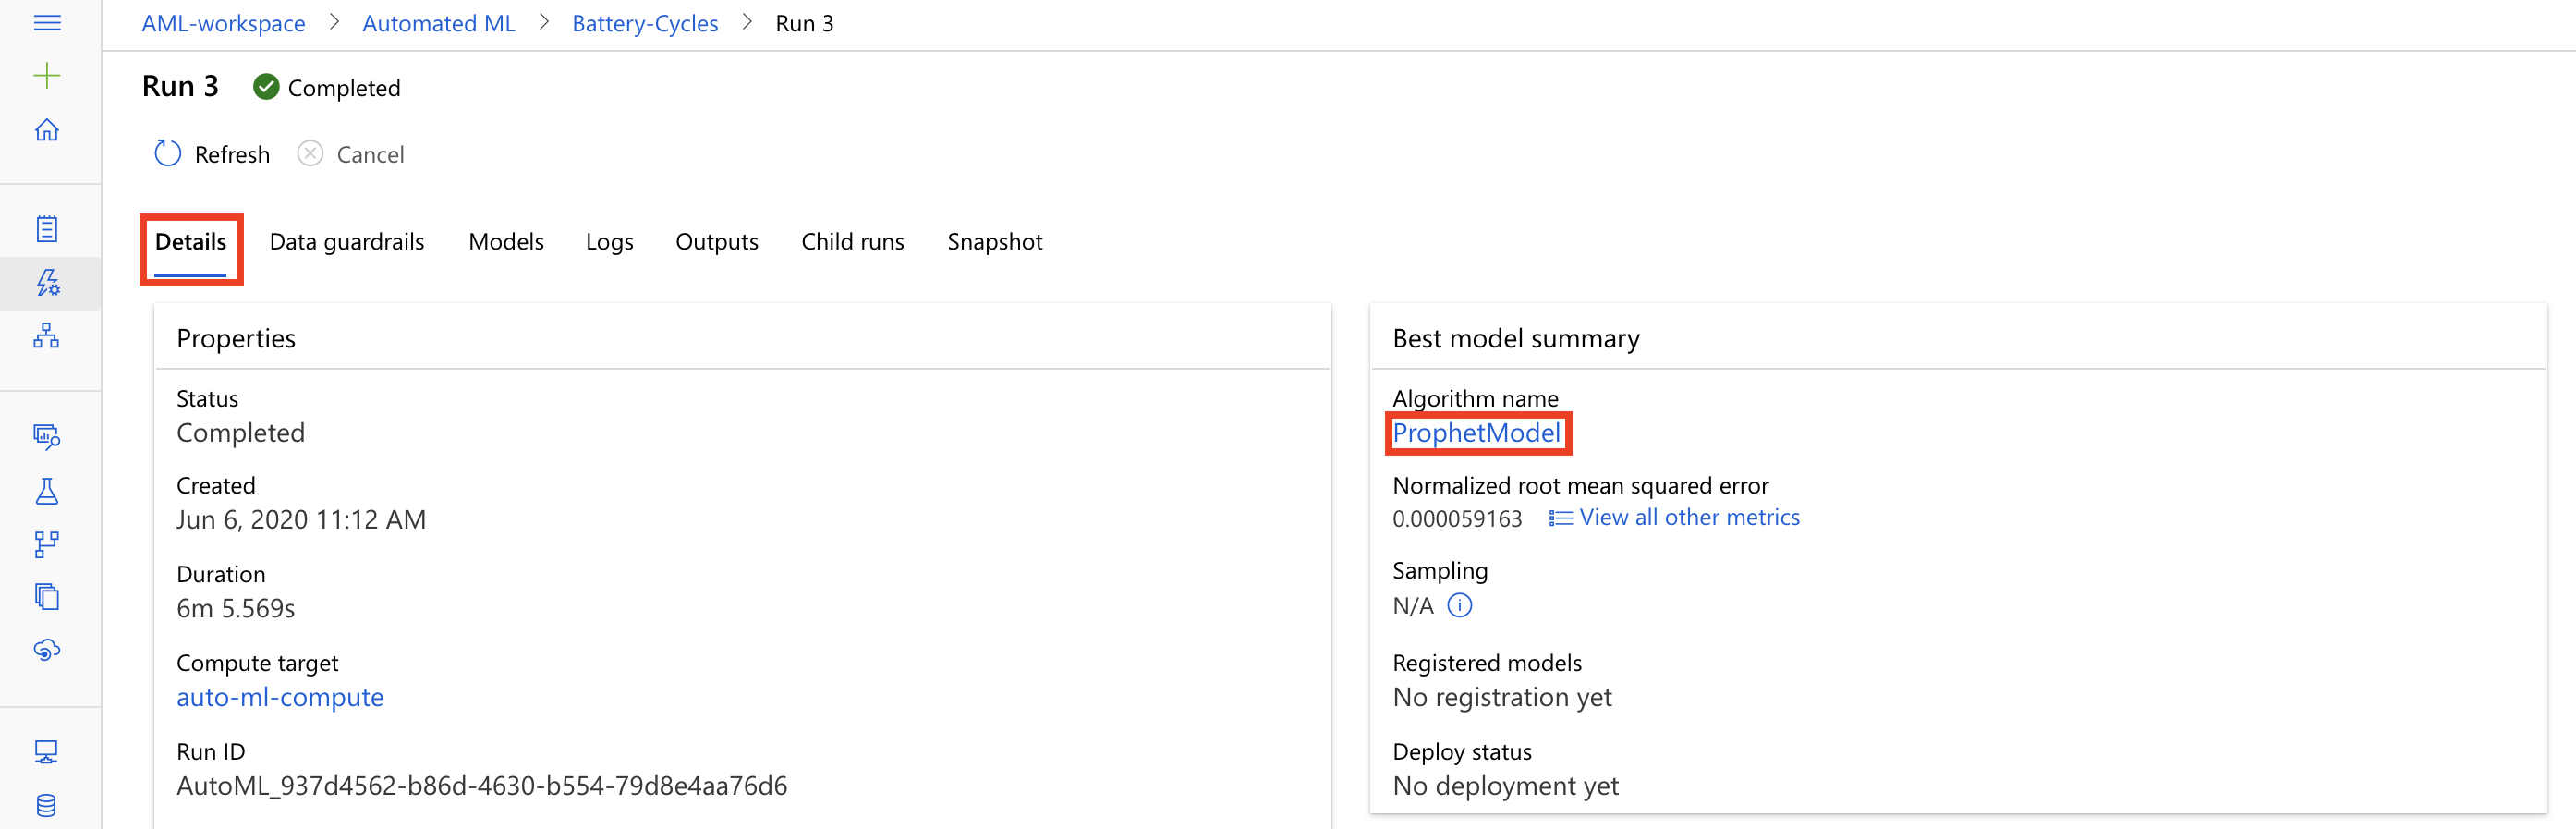 AML-workspace > Automated ML > Battery-Cycles > Run 3
Run 3 Completed
Refresh Cancel
Details Data guardrails Models Logs Outputs Child runs Snapshot
Properties
Status
Completed
Created
Jun 6, 2020 11:12 AM
Duration
6m 5.569s
Compute target
auto-ml-compute
Run ID
AutoML_937d4562-b86d-4630-b554-79d8e4aa76d6
Best model summary
Algorithm name
ProphetModel
Normalized root mean squared error
0.000059163 View all other metrics
Sampling
N/A
Registered models
No registration yet
Deploy status
No deployment yet